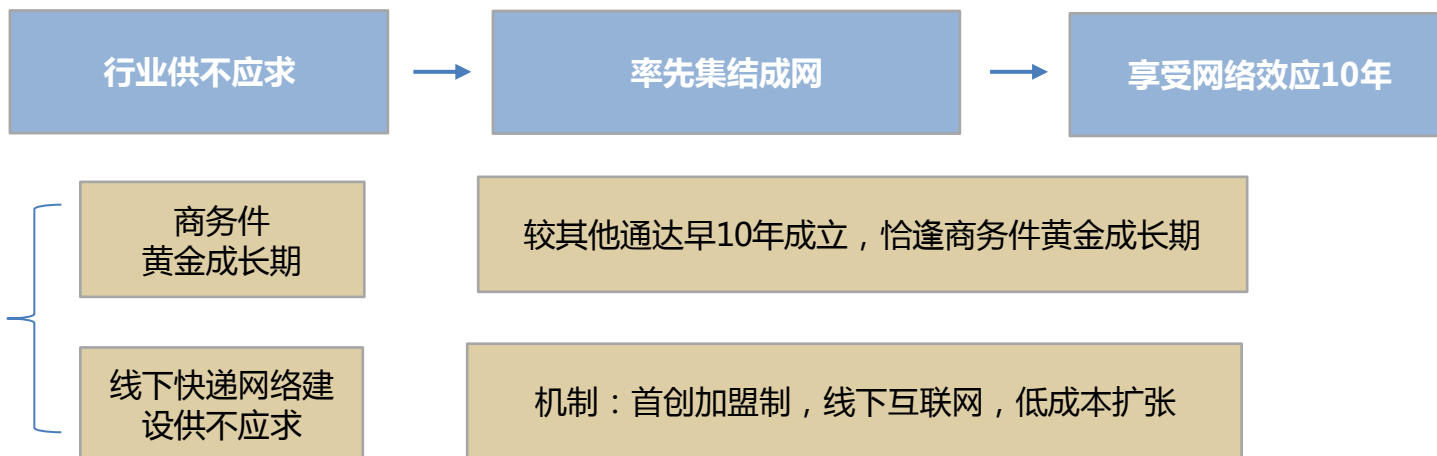 行业供不应求
率先集结成网
享受网络效应10年
商务件
黄金成长期
较其他通达早10年成立，恰逢商务件黄金成长期
线下快递网络建
设供不应求
机制：首创加盟制，线下互联网，低成本扩张